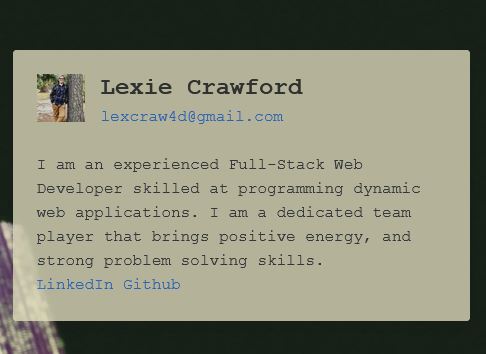 Lexie Crawford
lexcraw4d@gmail.com
I am an experienced Full-Stack Web
Developer skilled at programming dynamic
web applications. I am a dedicated team
player that brings positive energy, and
strong problem solving skills.
LinkedIn Github